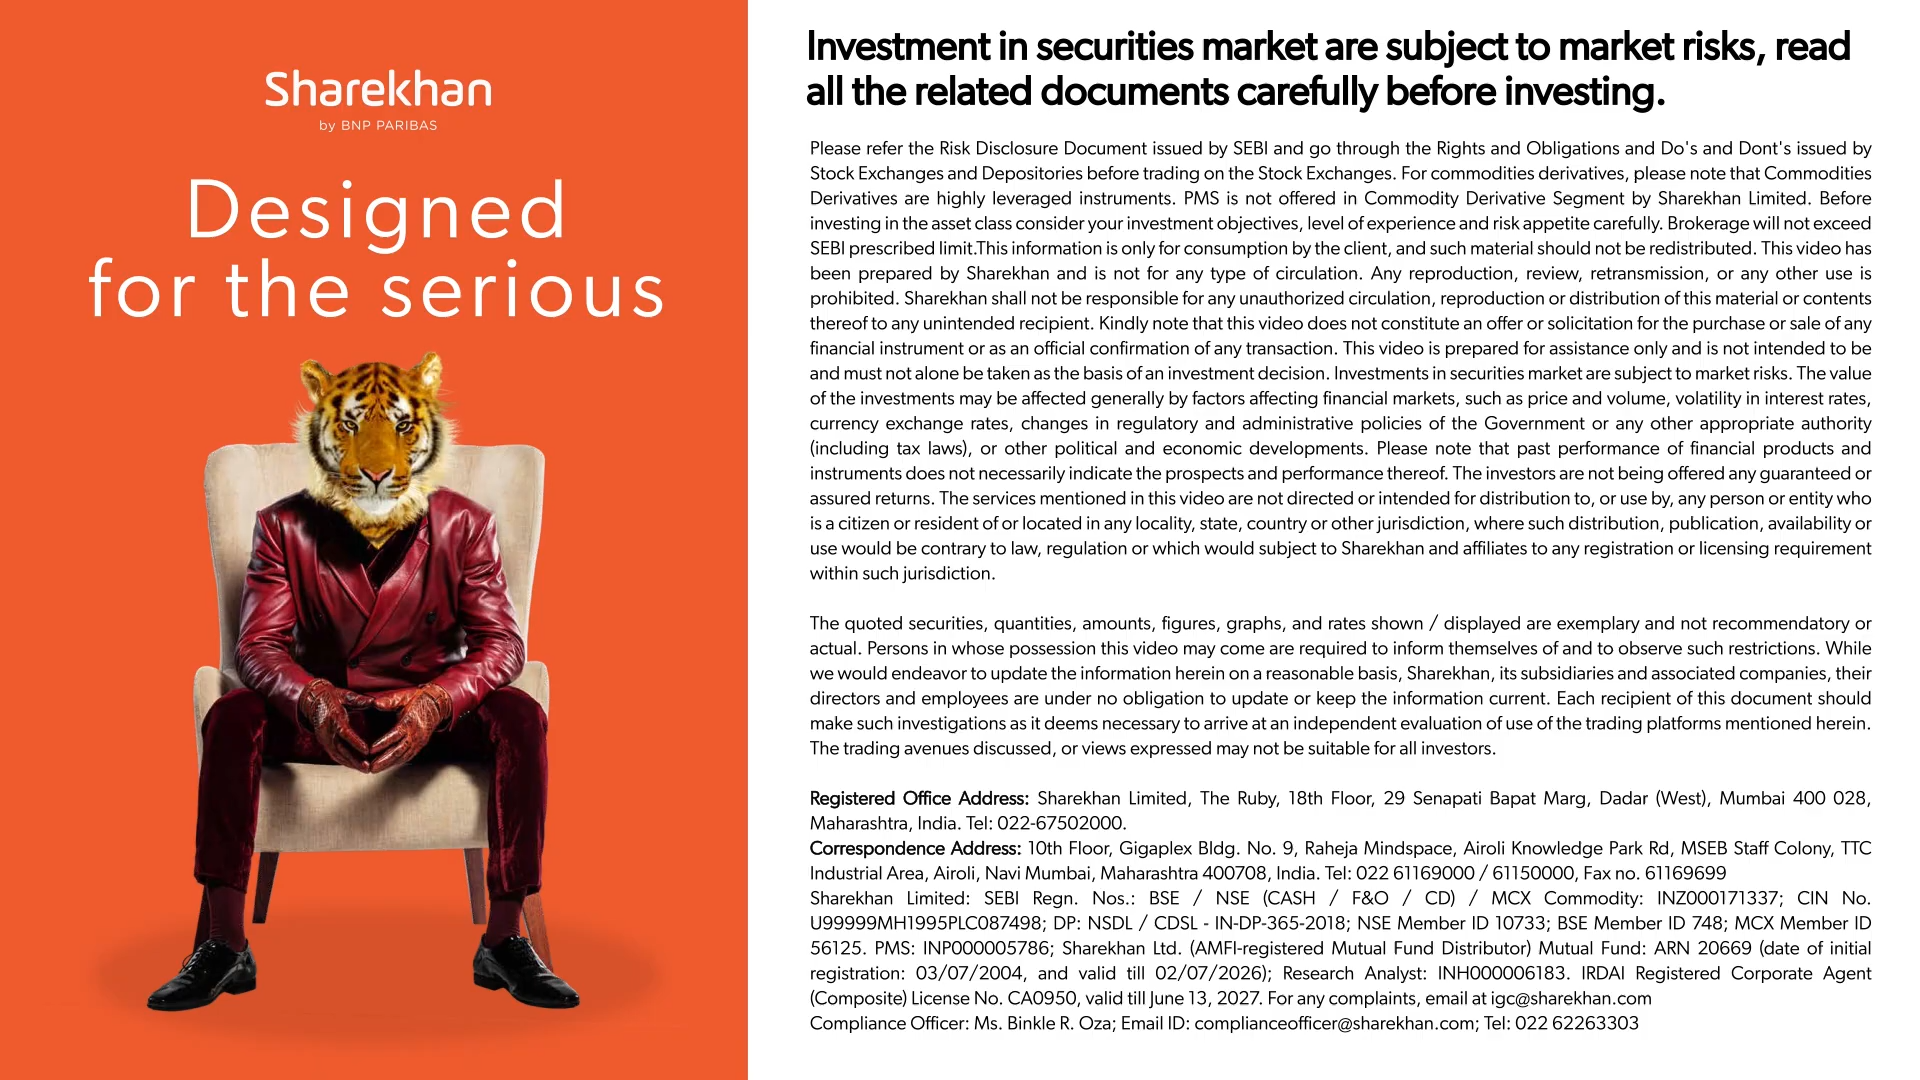 Sharekhan
by BNP PARIBAS
Designed
for the serious
Investment in securities market are subject to market risks, read
all the related documents carefully before investing.
Please refer the Risk Disclosure Document issued by SEBI and go through the Rights and Obligations and Do's and Dont's issued by
Stock Exchanges and Depositories before trading on the Stock Exchanges. For commodities derivatives, please note that Commodities
Derivatives are highly leveraged instruments. PMS is not offered in Commodity Derivative Segment by Sharekhan Limited. Before
investing in the asset class consider your investment objectives, level of experience and risk appetite carefully. Brokerage will not exceed
SEBI prescribed limit.This information is only for consumption by the client, and such material should not be redistributed. This video has
been prepared by Sharekhan and is not for any type of circulation. Any reproduction, review, retransmission, or any other use is
prohibited. Sharekhan shall not be responsible for any unauthorized circulation, reproduction or distribution of this material or contents
thereof to any unintended recipient. Kindly note that this video does not constitute an offer or solicitation for the purchase or sale of any
financial instrument or as an official confirmation of any transaction. This video is prepared for assistance only and is not intended to be
and must not alone be taken as the basis of an investment decision. Investments in securities market are subject to market risks. The value
of the investments may be affected generally by factors affecting financial markets, such as price and volume, volatility in interest rates,
currency exchange rates, changes in regulatory and administrative policies of the Government or any other appropriate authority
(including tax laws), or other political and economic developments. Please note that past performance of financial products and
instruments does not necessarily indicate the prospects and performance thereof. The investors are not being offered any guaranteed or
assured returns. The services mentioned in this video are not directed or intended for distribution to, or use by, any person or entity who
is a citizen or resident of or located in any locality, state, country or other jurisdiction, where such distribution, publication, availability or
use would be contrary to law, regulation or which would subject to Sharekhan and affiliates to any registration or licensing requirement
within such jurisdiction.
The quoted securities, quantities, amounts, figures, graphs, and rates shown / displayed are exemplary and not recommendatory or
actual. Persons in whose possession this video may come are required to inform themselves of and to observe such restrictions. While
we would endeavor to update the information herein on a reasonable basis, Sharekhan, its subsidiaries and associated companies, their
directors and employees are under no obligation to update or keep the information current. Each recipient of this document should
make such investigations as it deems necessary to arrive at an independent evaluation of use of the trading platforms mentioned herein.
The trading avenues discussed, or views expressed may not be suitable for all investors.
Registered Office Address: Sharekhan Limited, The Ruby, 18th Floor, 29 Senapati Bapat Marg, Dadar (West), Mumbai 400 028,
Maharashtra, India. Tel: 022-67502000.
Correspondence Address: 10th Floor, Gigaplex Bldg. No. 9, Raheja Mindspace, Airoli Knowledge Park Rd, MSEB Staff Colony, TTC
Industrial Area, Airoli, Navi Mumbai, Maharashtra 400708, India. Tel: 022 61169000 / 61150000, Fax no. 61169699
Sharekhan Limited: SEBI Regn. Nos.: BSE / NSE (CASH / F&O / CD) / MCX Commodity: INZ000171337; CIN No.
U99999MH1995PLC087498; DP: NSDL / CDSL - IN-DP-365-2018; NSE Member ID 10733; BSE Member ID 748; MCX Member ID
56125. PMS: INP000005786; Sharekhan Ltd. (AMFI-registered Mutual Fund Distributor) Mutual Fund: ARN 20669 (date of initial
registration: 03/07/2004, and valid till 02/07/2026); Research Analyst: INH000006183. IRDAI Registered Corporate Agent
(Composite) License No. CA0950, valid till June 13, 2027. For any complaints, email at igc@sharekhan.com
Compliance Officer: Ms. Binkle R. Oza; Email ID: complianceofficer@sharekhan.com; Tel: 022 62263303